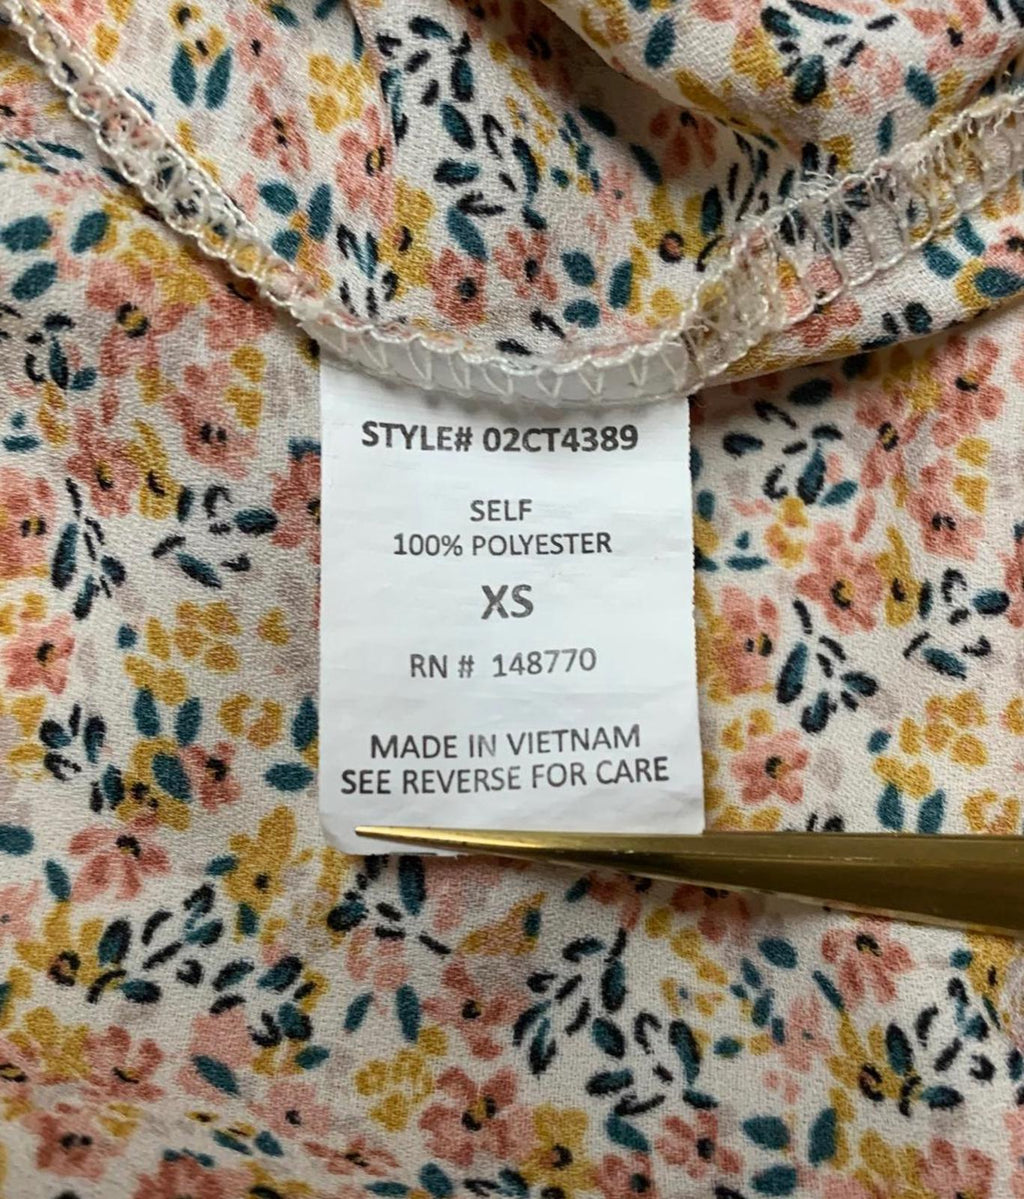 STYLE# 02CT4389
SELF
100% POLYESTER
XS
RN # 148770
MADE IN VIETNAM
SEE REVERSE FOR CARE